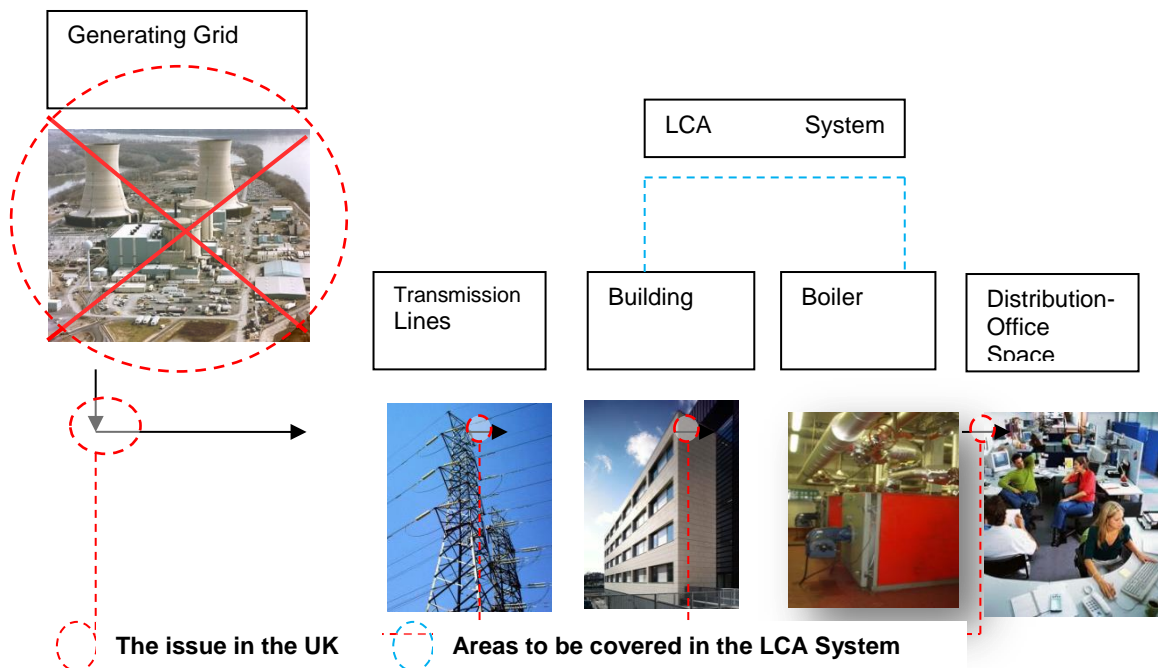 Generating Grid
LCA System
Transmission
Lines
Building
Boiler
Distribution-
Office
Space
The issue in the UK
Areas to be covered in the LCA System